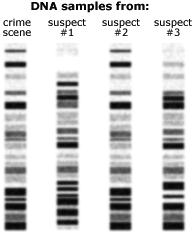 DNA samples from:
crime scene suspect #1 suspect #2 suspect #3